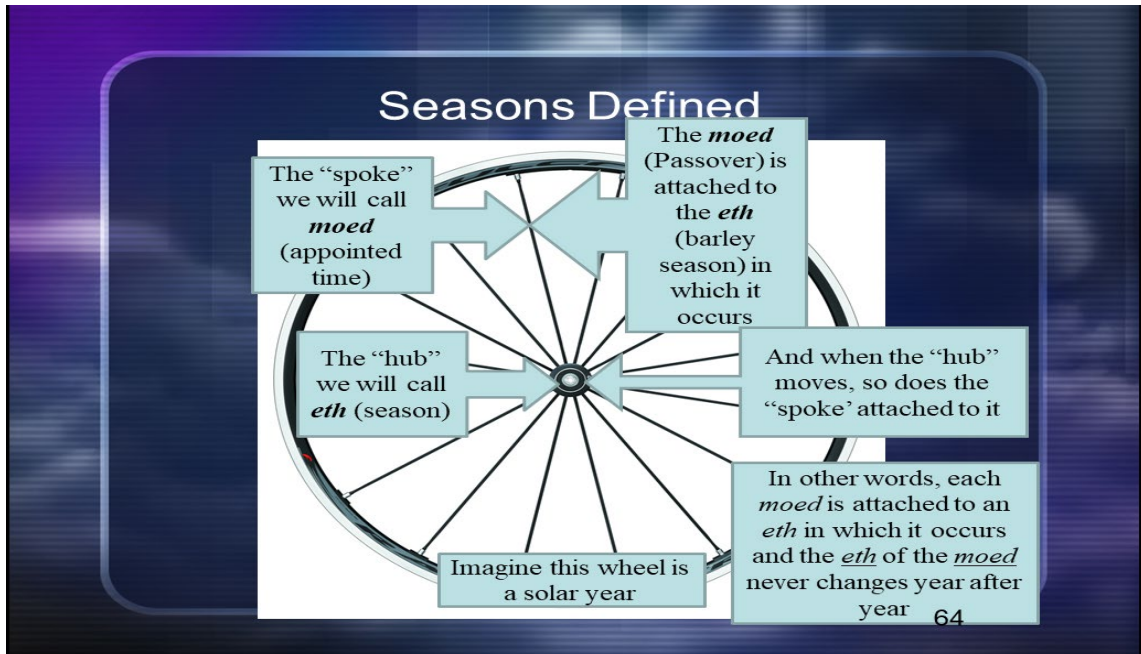 Seasons Defined
The “spoke”
we will call
moed
(appointed
time)
The moed
(Passover) is
attached to
the eth
(barley
season) in
which it
occurs
The “hub”
we will call
eth (season)
And when the “hub”
moves, so does the
“spoke’ attached to it
Imagine this wheel is
a solar year
In other words, each
moed is attached to an
eth in which it occurs
and the eth of the moed
never changes year after
year
64